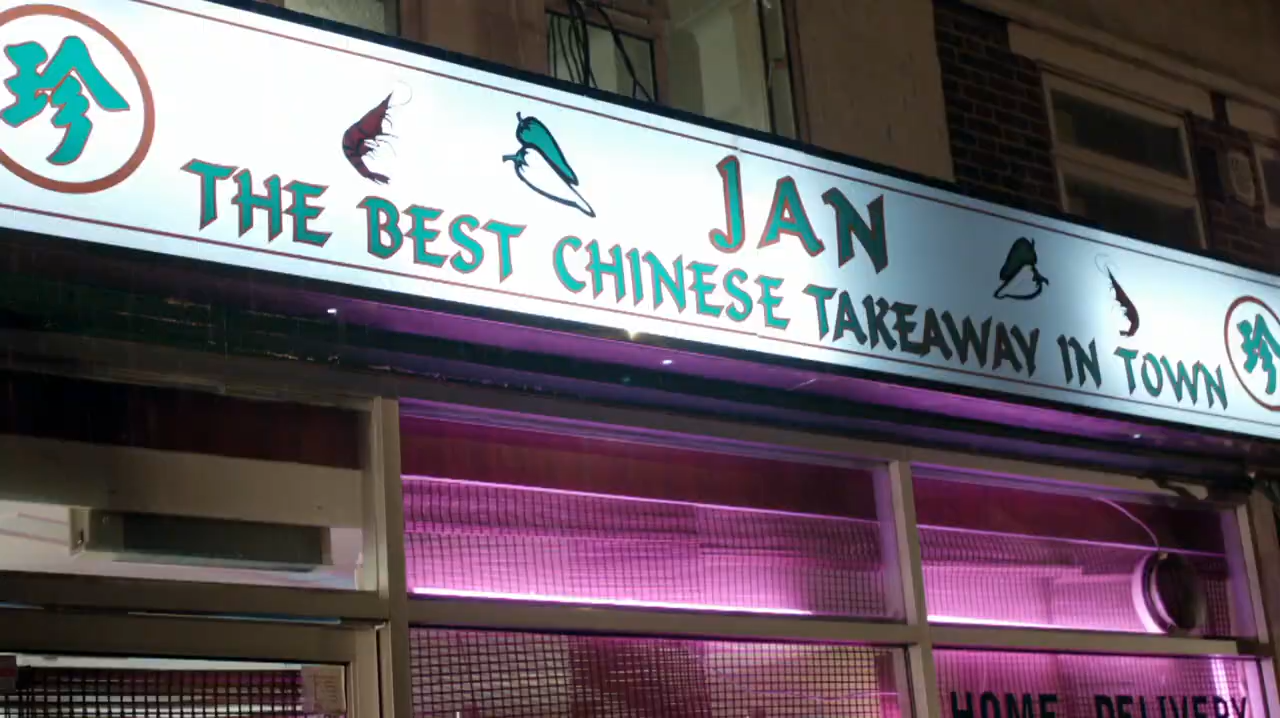 珍
JAN
THE BEST CHINESE TAKEAWAY IN TOWN
珍
HOME DELIVERY